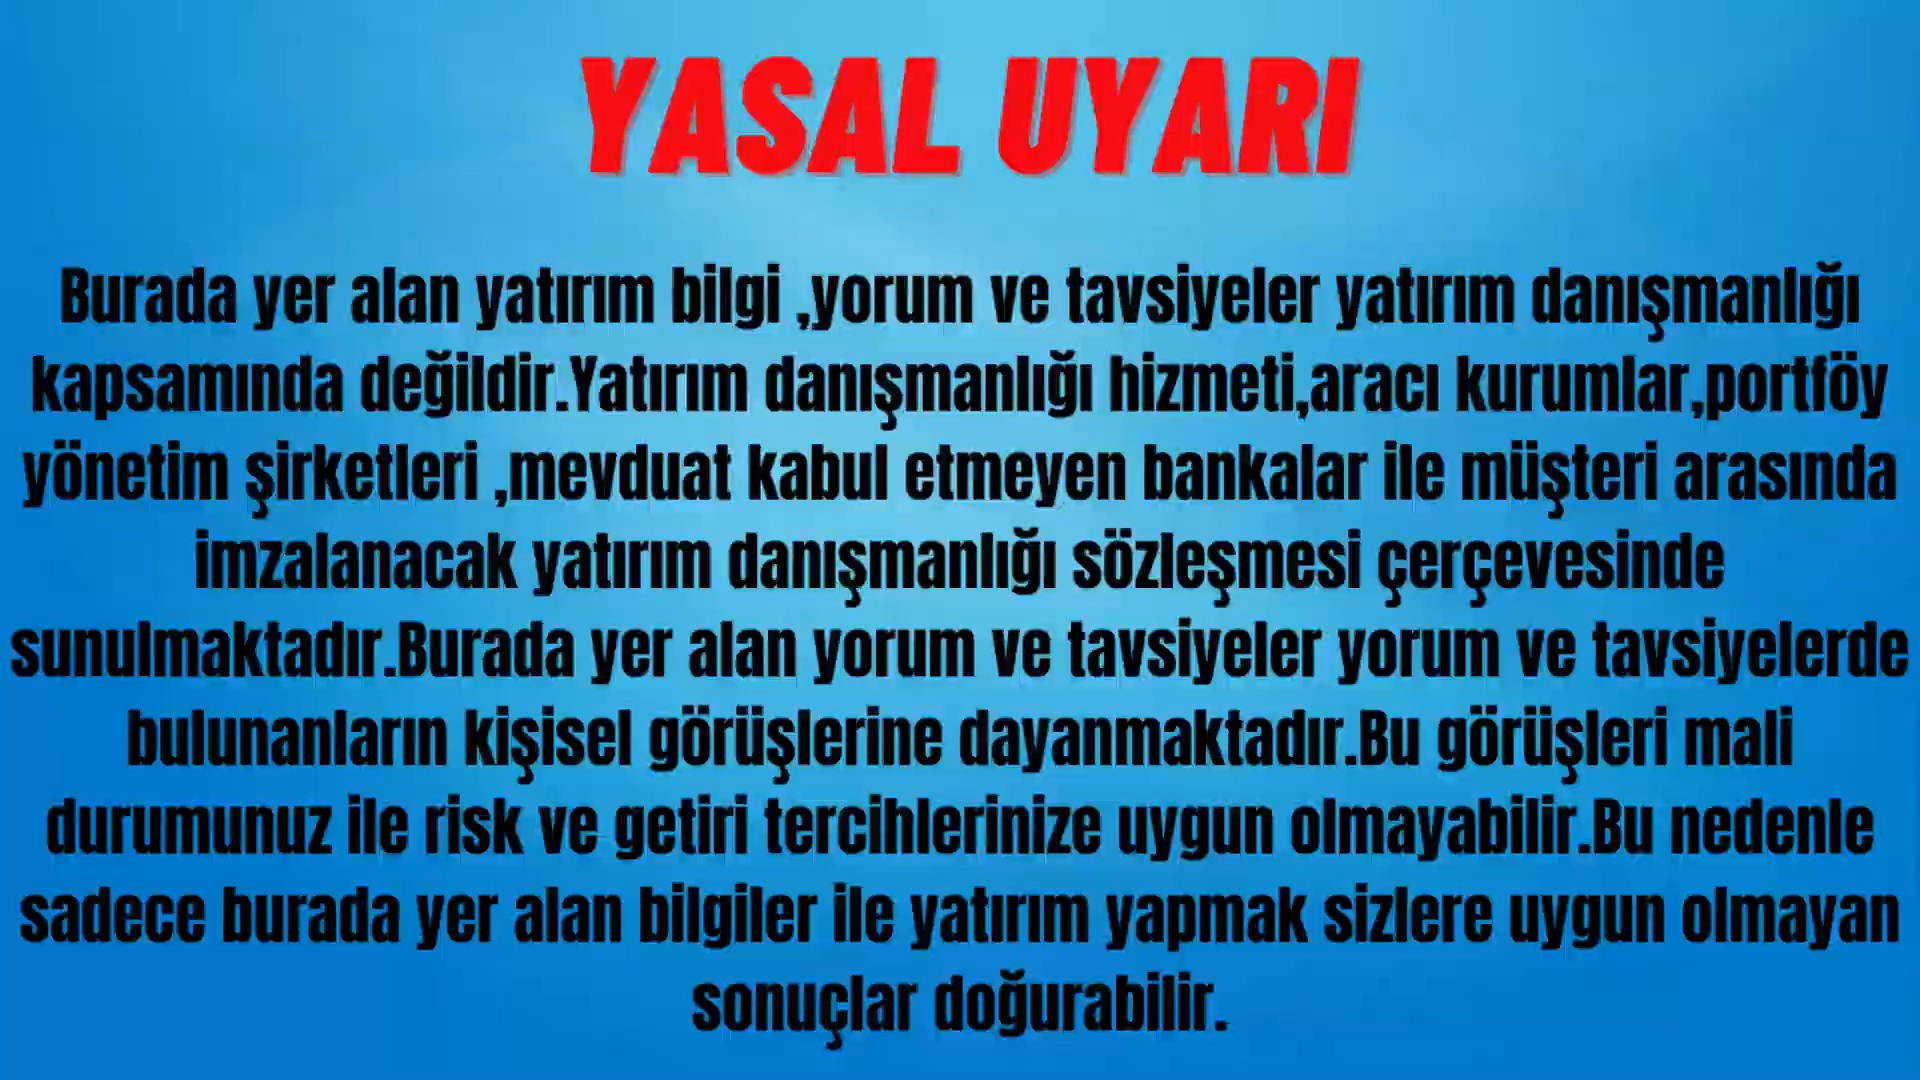 YASAL UYARI
Burada yer alan yatırım bilgi ,yorum ve tavsiyeler yatırım danışmanlığı
kapsamında değildir.Yatırım danışmanlığı hizmeti,aracı kurumlar,portföy
yönetim şirketleri ,mevduat kabul etmeyen bankalar ile müşteri arasında
imzalanacak yatırım danışmanlığı sözleşmesi çerçevesinde
sunulmaktadır.Burada yer alan yorum ve tavsiyeler yorum ve tavsiyelerde
bulunanların kişisel görüşlerine dayanmaktadır.Bu görüşleri mali
durumunuz ile risk ve getiri tercihlerinize uygun olmayabilir.Bu nedenle
sadece burada yer alan bilgiler ile yatırım yapmak sizlere uygun olmayan
sonuçlar doğurabilir.